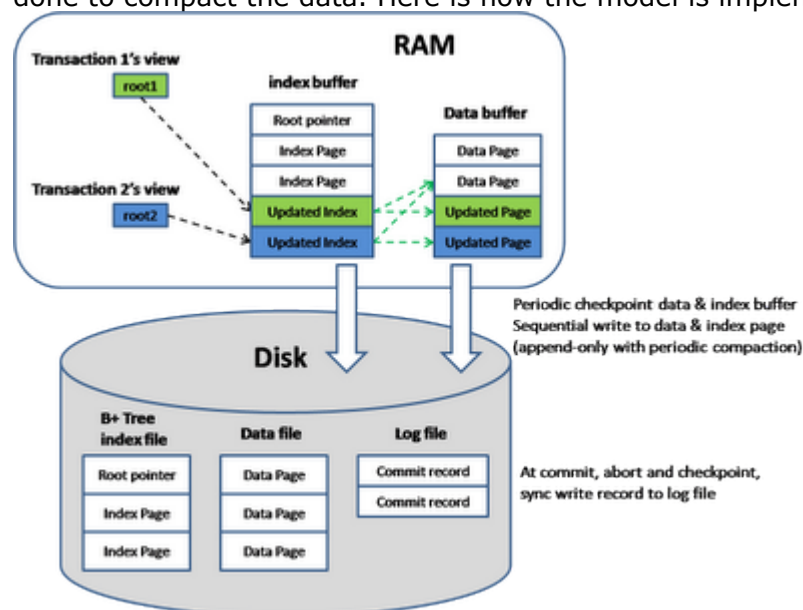 done to compact the data. Here is how the model is implem
RAM
Transaction 1's view
root1
index buffer
Root pointer
Index Page
Index Page
Updated Index
Updated Index
Data buffer
Data Page
Data Page
Updated Page
Updated Page
Transaction 2's view
root2
Periodic checkpoint data & index buffer
Sequential write to data & index page
(append-only with periodic compaction)
Disk
B+ Tree
index file
Root pointer
Index Page
Index Page
Data file
Data Page
Data Page
Data Page
Log file
Commit record
Commit record
At commit, abort and checkpoint,
sync write record to log file